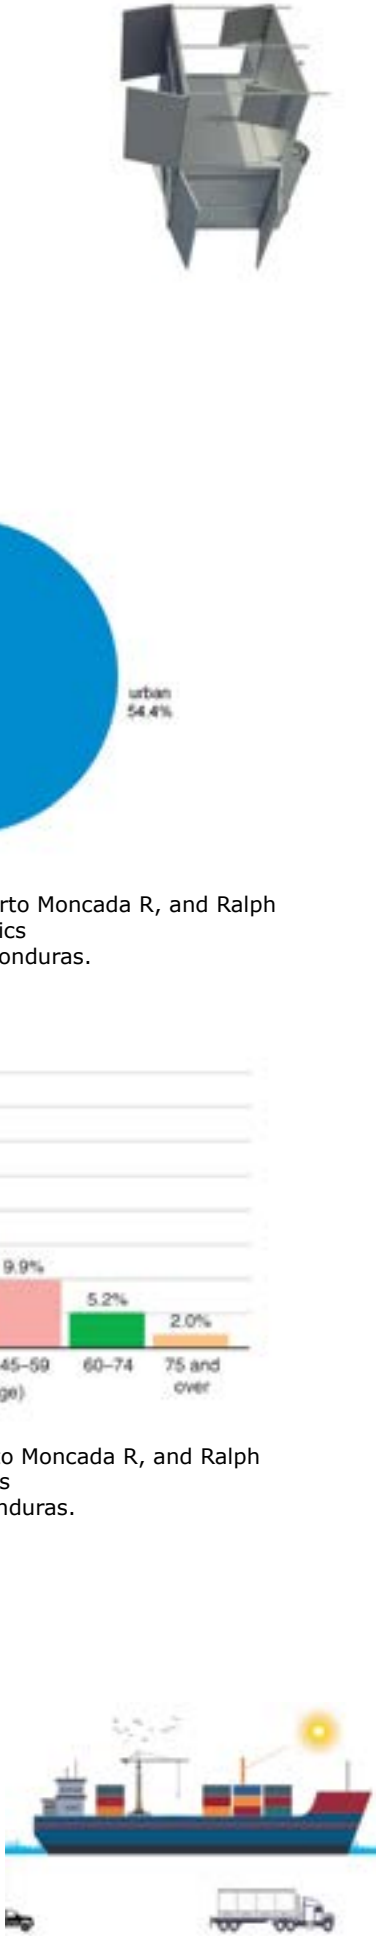 urban
54.4%
rto Moncada R, and Ralph
ics
onduras.
9.9%
5.2%
2.0%
45–59
60–74
75 and
over
ge)
to Moncada R, and Ralph
s
nduras.